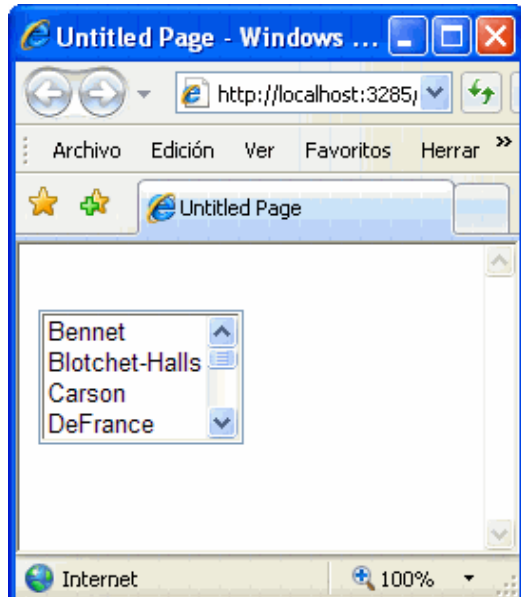 Untitled Page - Windows ...
http://localhost:3285/
Archivo Edición Ver Favoritos Herrar »
Untitled Page
Bennet
Blotchet-Halls
Carson
DeFrance
Internet 100%